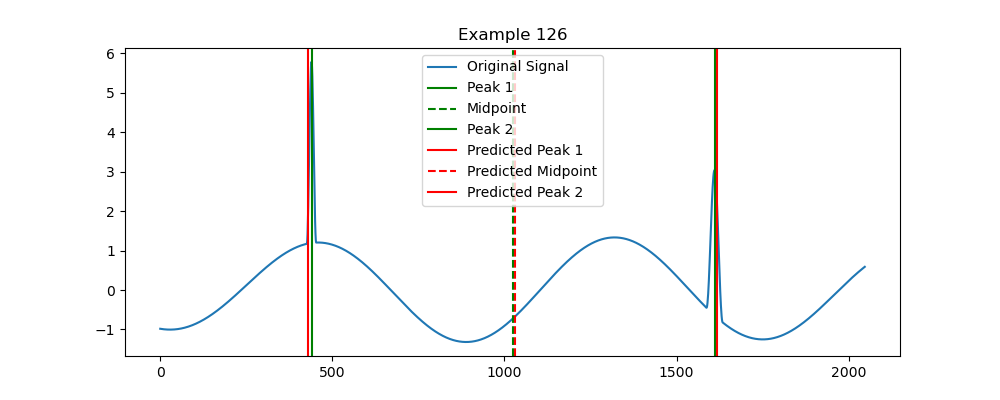 Example 126
6
5
4
3
2
1
0
−1
Original Signal
Peak 1
Midpoint
Peak 2
Predicted Peak 1
Predicted Midpoint
Predicted Peak 2
0
500
1000
1500
2000